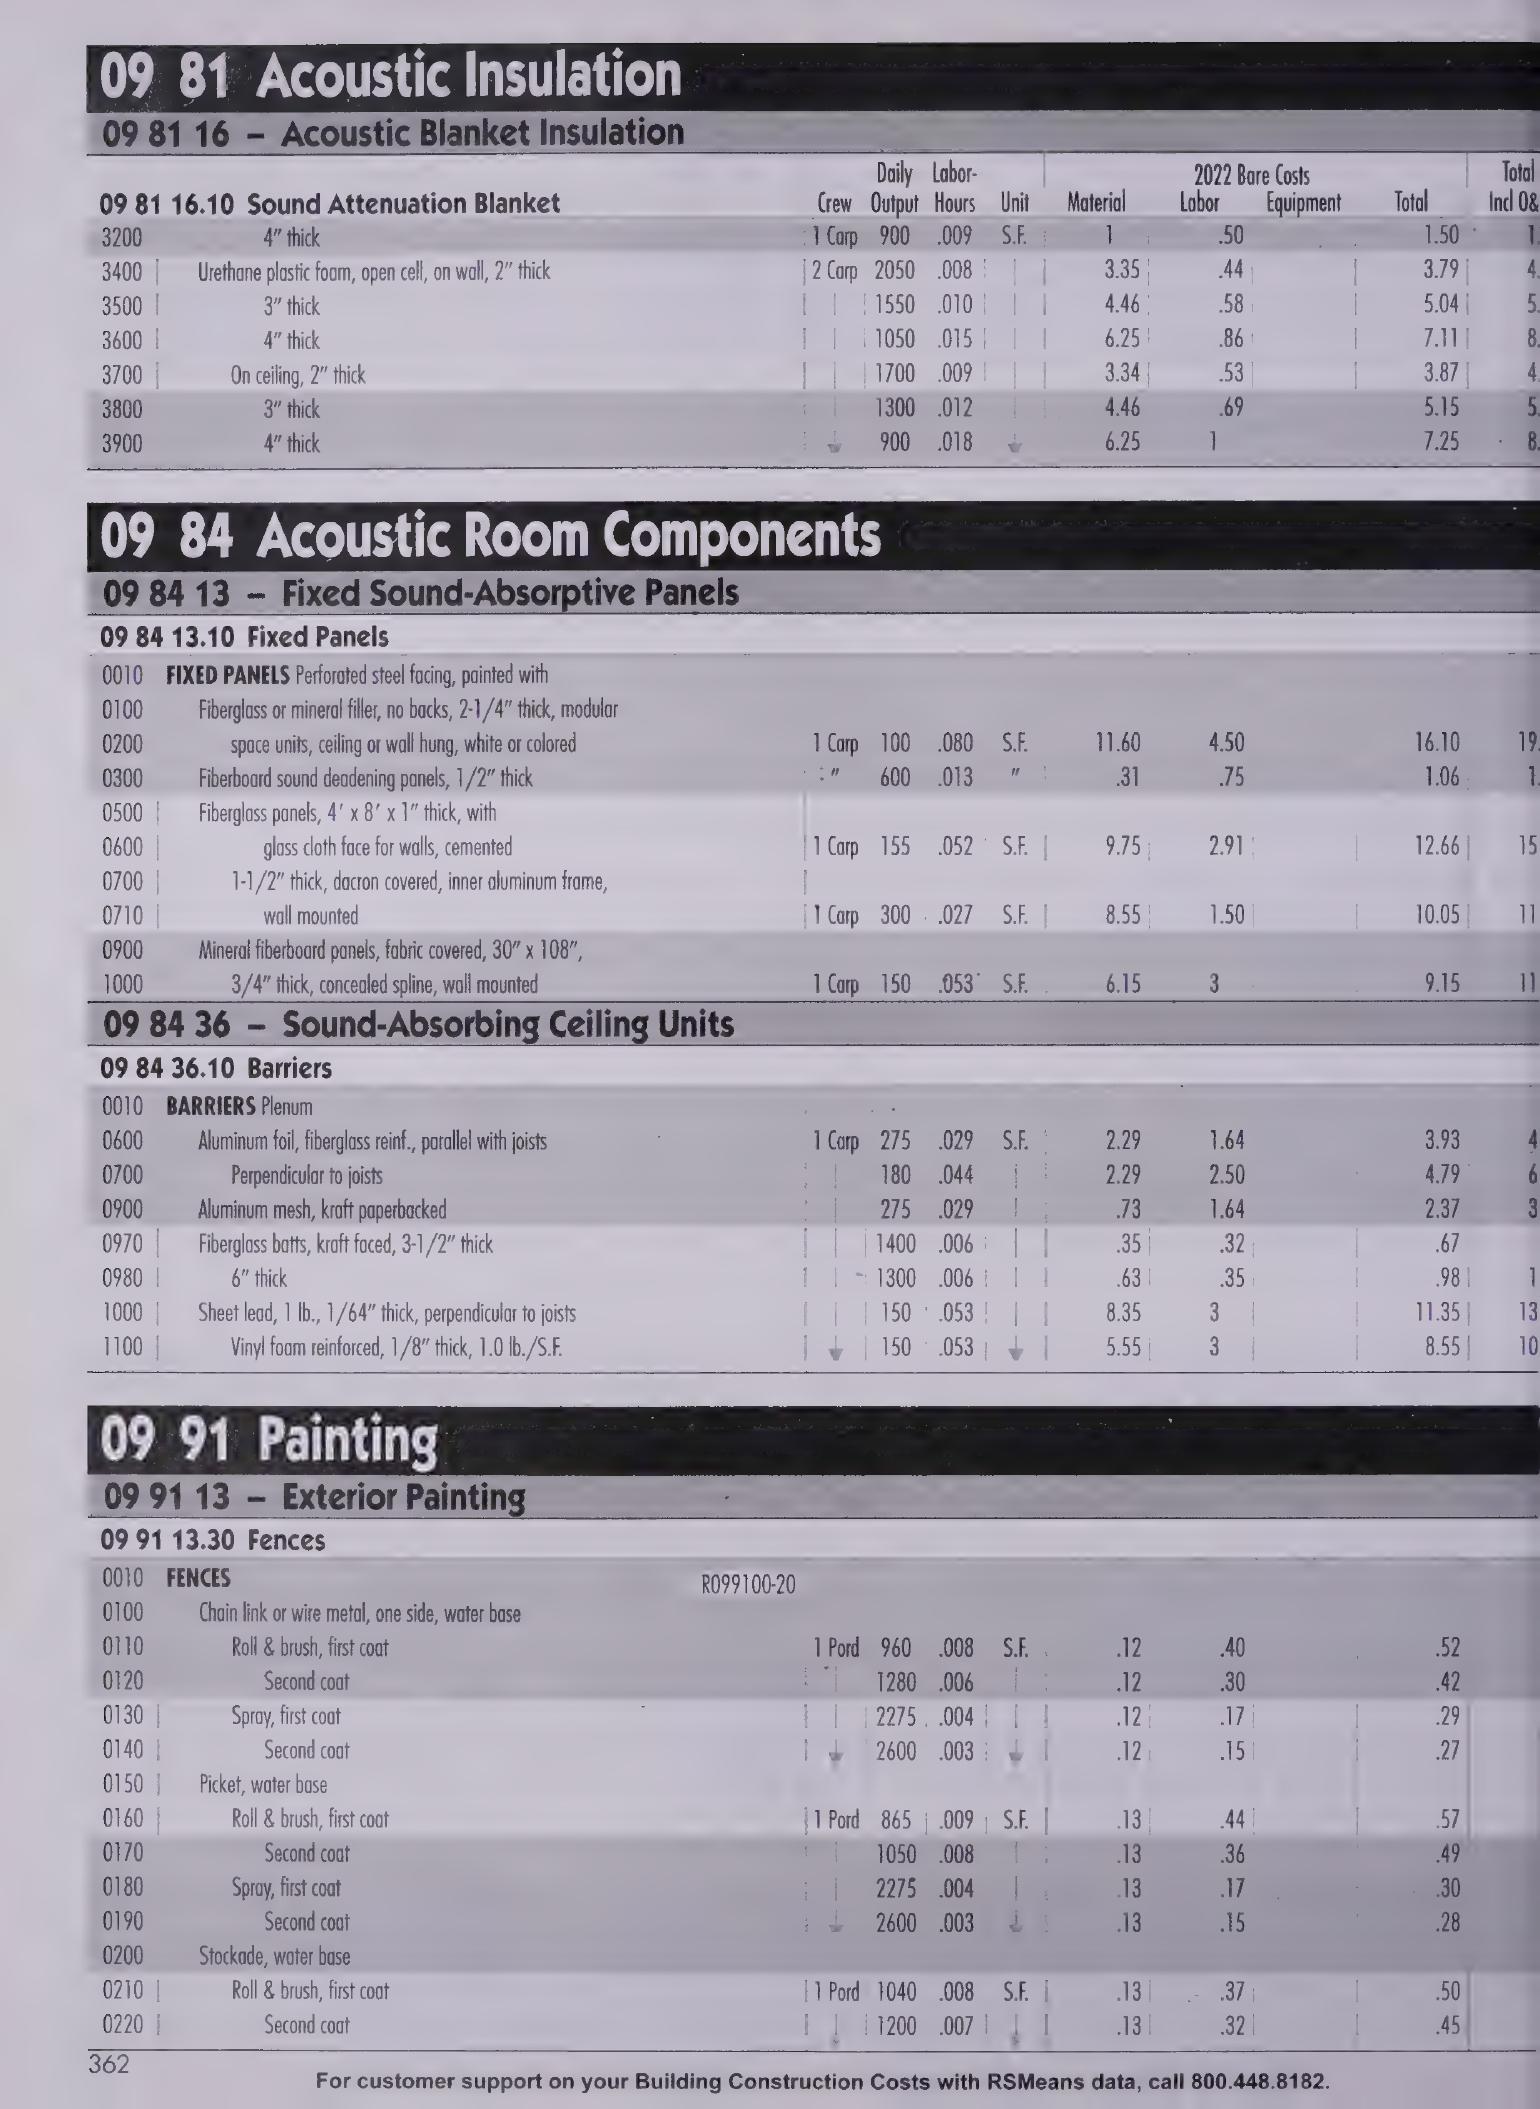 09 81 Acoustic Insulation
09 81 16 – Acoustic Blanket Insulation
Daily Labor- 2022 Bare Costs Total
09 81 16.10 Sound Attenuation Blanket Crew Output Hours Unit Material Labor Equipment Total Incl O&
3200 4" thick 1 Carp 900 .009 S.F. 1 .50 1.50 1.
3400 Urethane plastic foam, open cell, on wall, 2" thick 2 Carp 2050 .008 3.35 .44 3.79 4.
3500 3" thick 1550 .010 4.46 .58 5.04 5.
3600 4" thick 1050 .015 6.25 .86 7.11 8.
3700 On ceiling, 2" thick 1700 .009 3.34 .53 3.87 4
3800 3" thick 1300 .012 4.46 .69 5.15 5.
3900 4" thick 900 .018 6.25 1 7.25 8.
09 84 Acoustic Room Components
09 84 13 – Fixed Sound-Absorptive Panels
09 84 13.10 Fixed Panels
0010 FIXED PANELS Perforated steel facing, painted with
0100 Fiberglass or mineral filler, no backs, 2-1/4" thick, modular
0200 space units, ceiling or wall hung, white or colored 1 Carp 100 .080 S.F. 11.60 4.50 16.10 19.
0300 Fiberboard sound deadening panels, 1/2" thick " 600 .013 " .31 .75 1.06 1.
0500 Fiberglass panels, 4' x 8' x 1" thick, with
0600 glass cloth face for walls, cemented 1 Carp 155 .052 S.F. 9.75 2.91 12.66 15
0700 1-1/2" thick, dacron covered, inner aluminum frame,
0710 wall mounted 1 Carp 300 .027 S.F. 8.55 1.50 10.05 11
0900 Mineral fiberboard panels, fabric covered, 30" x 108",
1000 3/4" thick, concealed spline, wall mounted 1 Carp 150 .053 S.F. 6.15 3 9.15 11
09 84 36 – Sound-Absorbing Ceiling Units
09 84 36.10 Barriers
0010 BARRIERS Plenum
0600 Aluminum foil, fiberglass reinf., parallel with joists 1 Carp 275 .029 S.F. 2.29 1.64 3.93 4
0700 Perpendicular to joists 180 .044 2.29 2.50 4.79 6
0900 Aluminum mesh, kraft paperbacked 275 .029 .73 1.64 2.37 3
0970 Fiberglass batts, kraft faced, 3-1/2" thick 1400 .006 .35 .32 .67
0980 6" thick 1300 .006 .63 .35 .98 1
1000 Sheet lead, 1 lb., 1/64" thick, perpendicular to joists 150 .053 8.35 3 11.35 13
1100 Vinyl foam reinforced, 1/8" thick, 1.0 lb./S.F. 150 .053 5.55 3 8.55 10
09 91 Painting
09 91 13 – Exterior Painting
09 91 13.30 Fences
0010 FENCES R099100-20
0100 Chain link or wire metal, one side, water base
0110 Roll & brush, first coat 1 Pord 960 .008 S.F. .12 .40 .52
0120 Second coat 1280 .006 .12 .30 .42
0130 Spray, first coat 2275 .004 .12 .17 .29
0140 Second coat 2600 .003 .12 .15 .27
0150 Picket, water base
0160 Roll & brush, first coat 1 Pord 865 .009 S.F. .13 .44 .57
0170 Second coat 1050 .008 .13 .36 .49
0180 Spray, first coat 2275 .004 .13 .17 .30
0190 Second coat 2600 .003 .13 .15 .28
0200 Stockade, water base
0210 Roll & brush, first coat 1 Pord 1040 .008 S.F. .13 .37 .50
0220 Second coat 1200 .007 .13 .32 .45
362
For customer support on your Building Construction Costs with RSMeans data, call 800.448.8182.